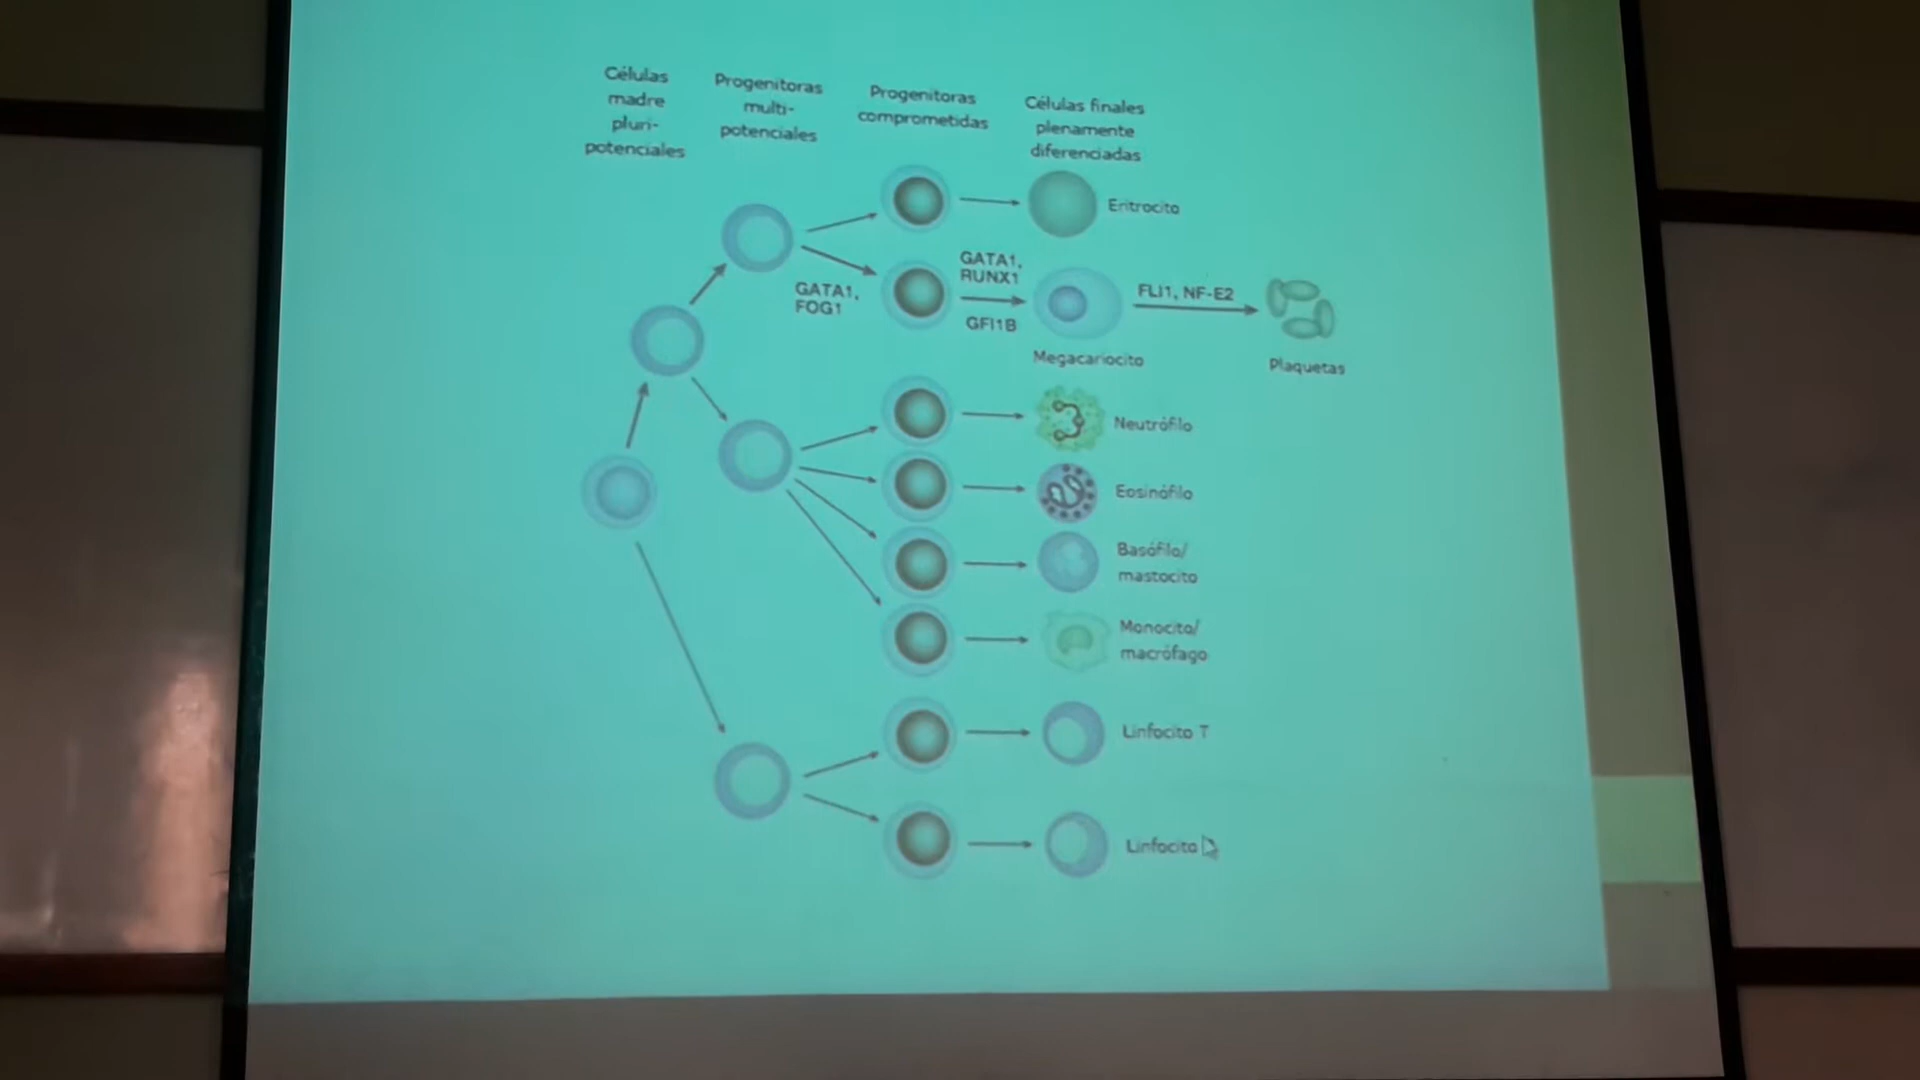 Células
madre
pluri-
potenciales
Progenitoras
multi-
potenciales
Progenitoras
comprometidas
Células finales
plenamente
diferenciadas
Eritrocito
GATA1,
FOG1
GATA1,
RUNX1
GFI1B
FLI1, NF-E2
Megacariocito
Plaquetas
Neutrófilo
Eosinófilo
Basófilo/
mastocito
Monocito/
macrófago
Linfocito T
Linfocito